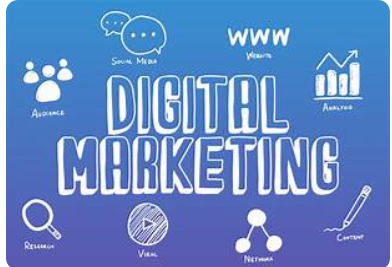 WWW
SOCIAL MEDIA
WEBSITE
AUDIENCE
ANALYSIS
DIGITAL
MARKETING
RESEARCH
VIRAL
NETWORK
CONTENT